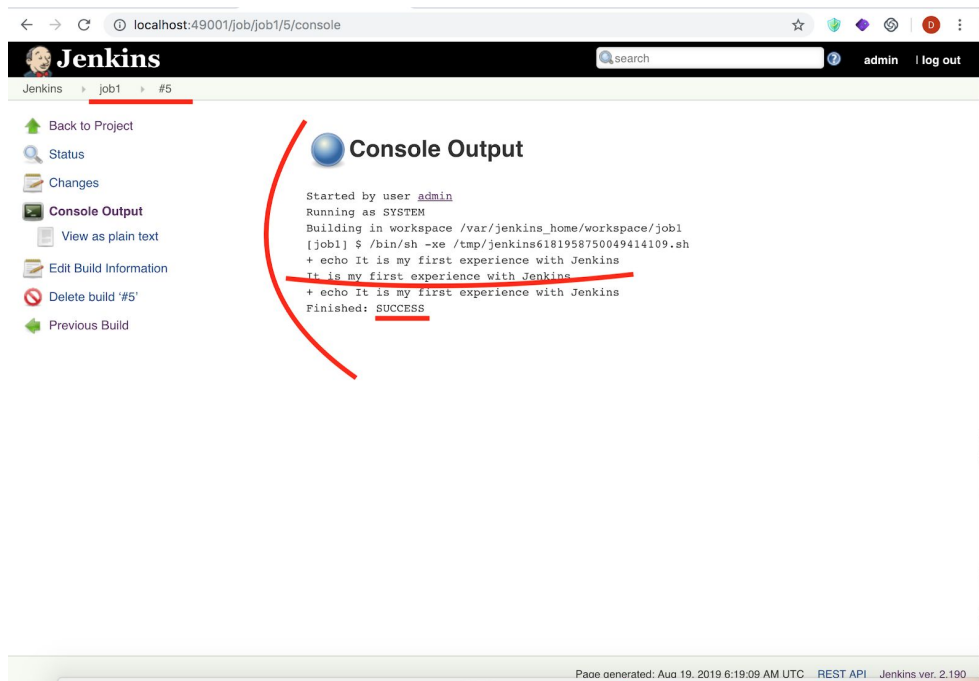 localhost:49001/job/job1/5/console
D
Jenkins
search
?
admin
| log out
Jenkins
job1
#5
Back to Project
Status
Changes
Console Output
View as plain text
Edit Build Information
Delete build ‘#5’
Previous Build
Console Output
Started by user admin
Running as SYSTEM
Building in workspace /var/jenkins_home/workspace/job1
[job1] $ /bin/sh -xe /tmp/jenkins6181958750049414109.sh
+ echo It is my first experience with Jenkins
It is my first experience with Jenkins
+ echo It is my first experience with Jenkins
Finished: SUCCESS
Page generated: Aug 19, 2019 6:19:09 AM UTC REST API Jenkins ver. 2.190